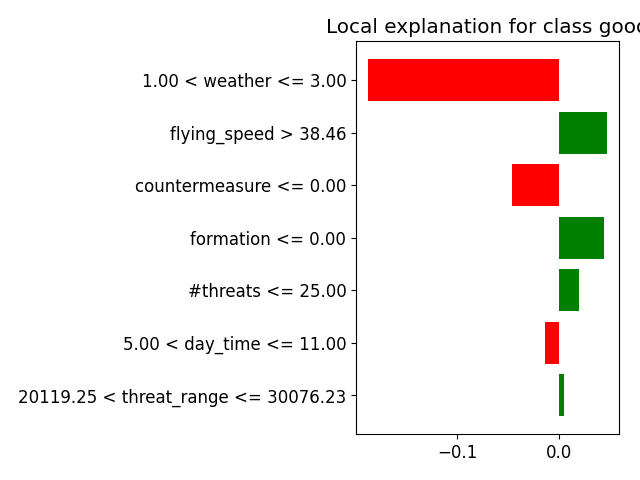 Local explanation for class good
1.00 < weather <= 3.00
flying_speed > 38.46
countermeasure <= 0.00
formation <= 0.00
#threats <= 25.00
5.00 < day_time <= 11.00
20119.25 < threat_range <= 30076.23
−0.1 0.0